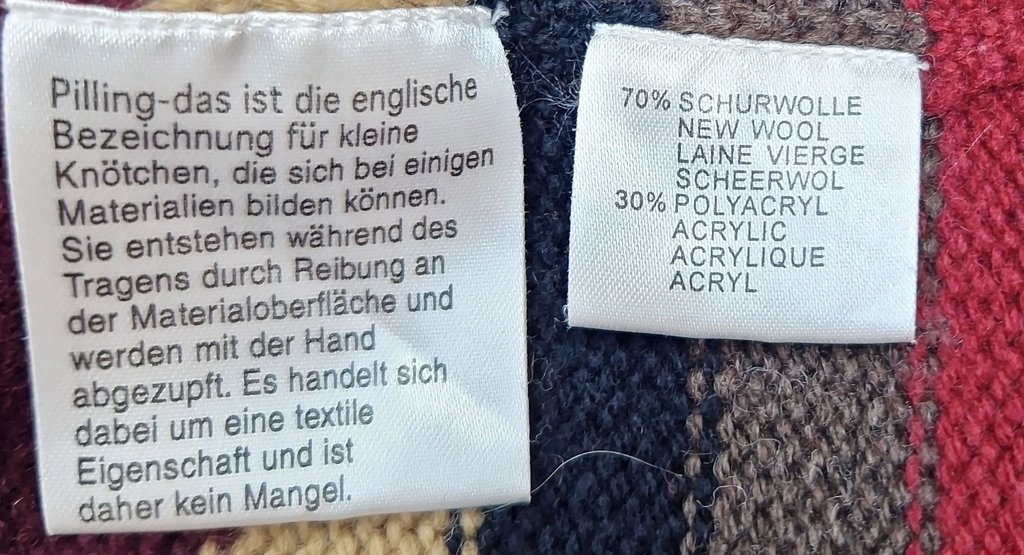 Pilling-das ist die englische
Bezeichnung für kleine
Knötchen, die sich bei einigen
Materialien bilden können.
Sie entstehen während des
Tragens durch Reibung an
der Materialoberfläche und
werden mit der Hand
abgezupft. Es handelt sich
dabei um eine textile
Eigenschaft und ist
daher kein Mangel.
70% SCHURWOLLE
NEW WOOL
LAINE VIERGE
SCHEERWOL
30% POLYACRYL
ACRYLIC
ACRYLIQUE
ACRYL